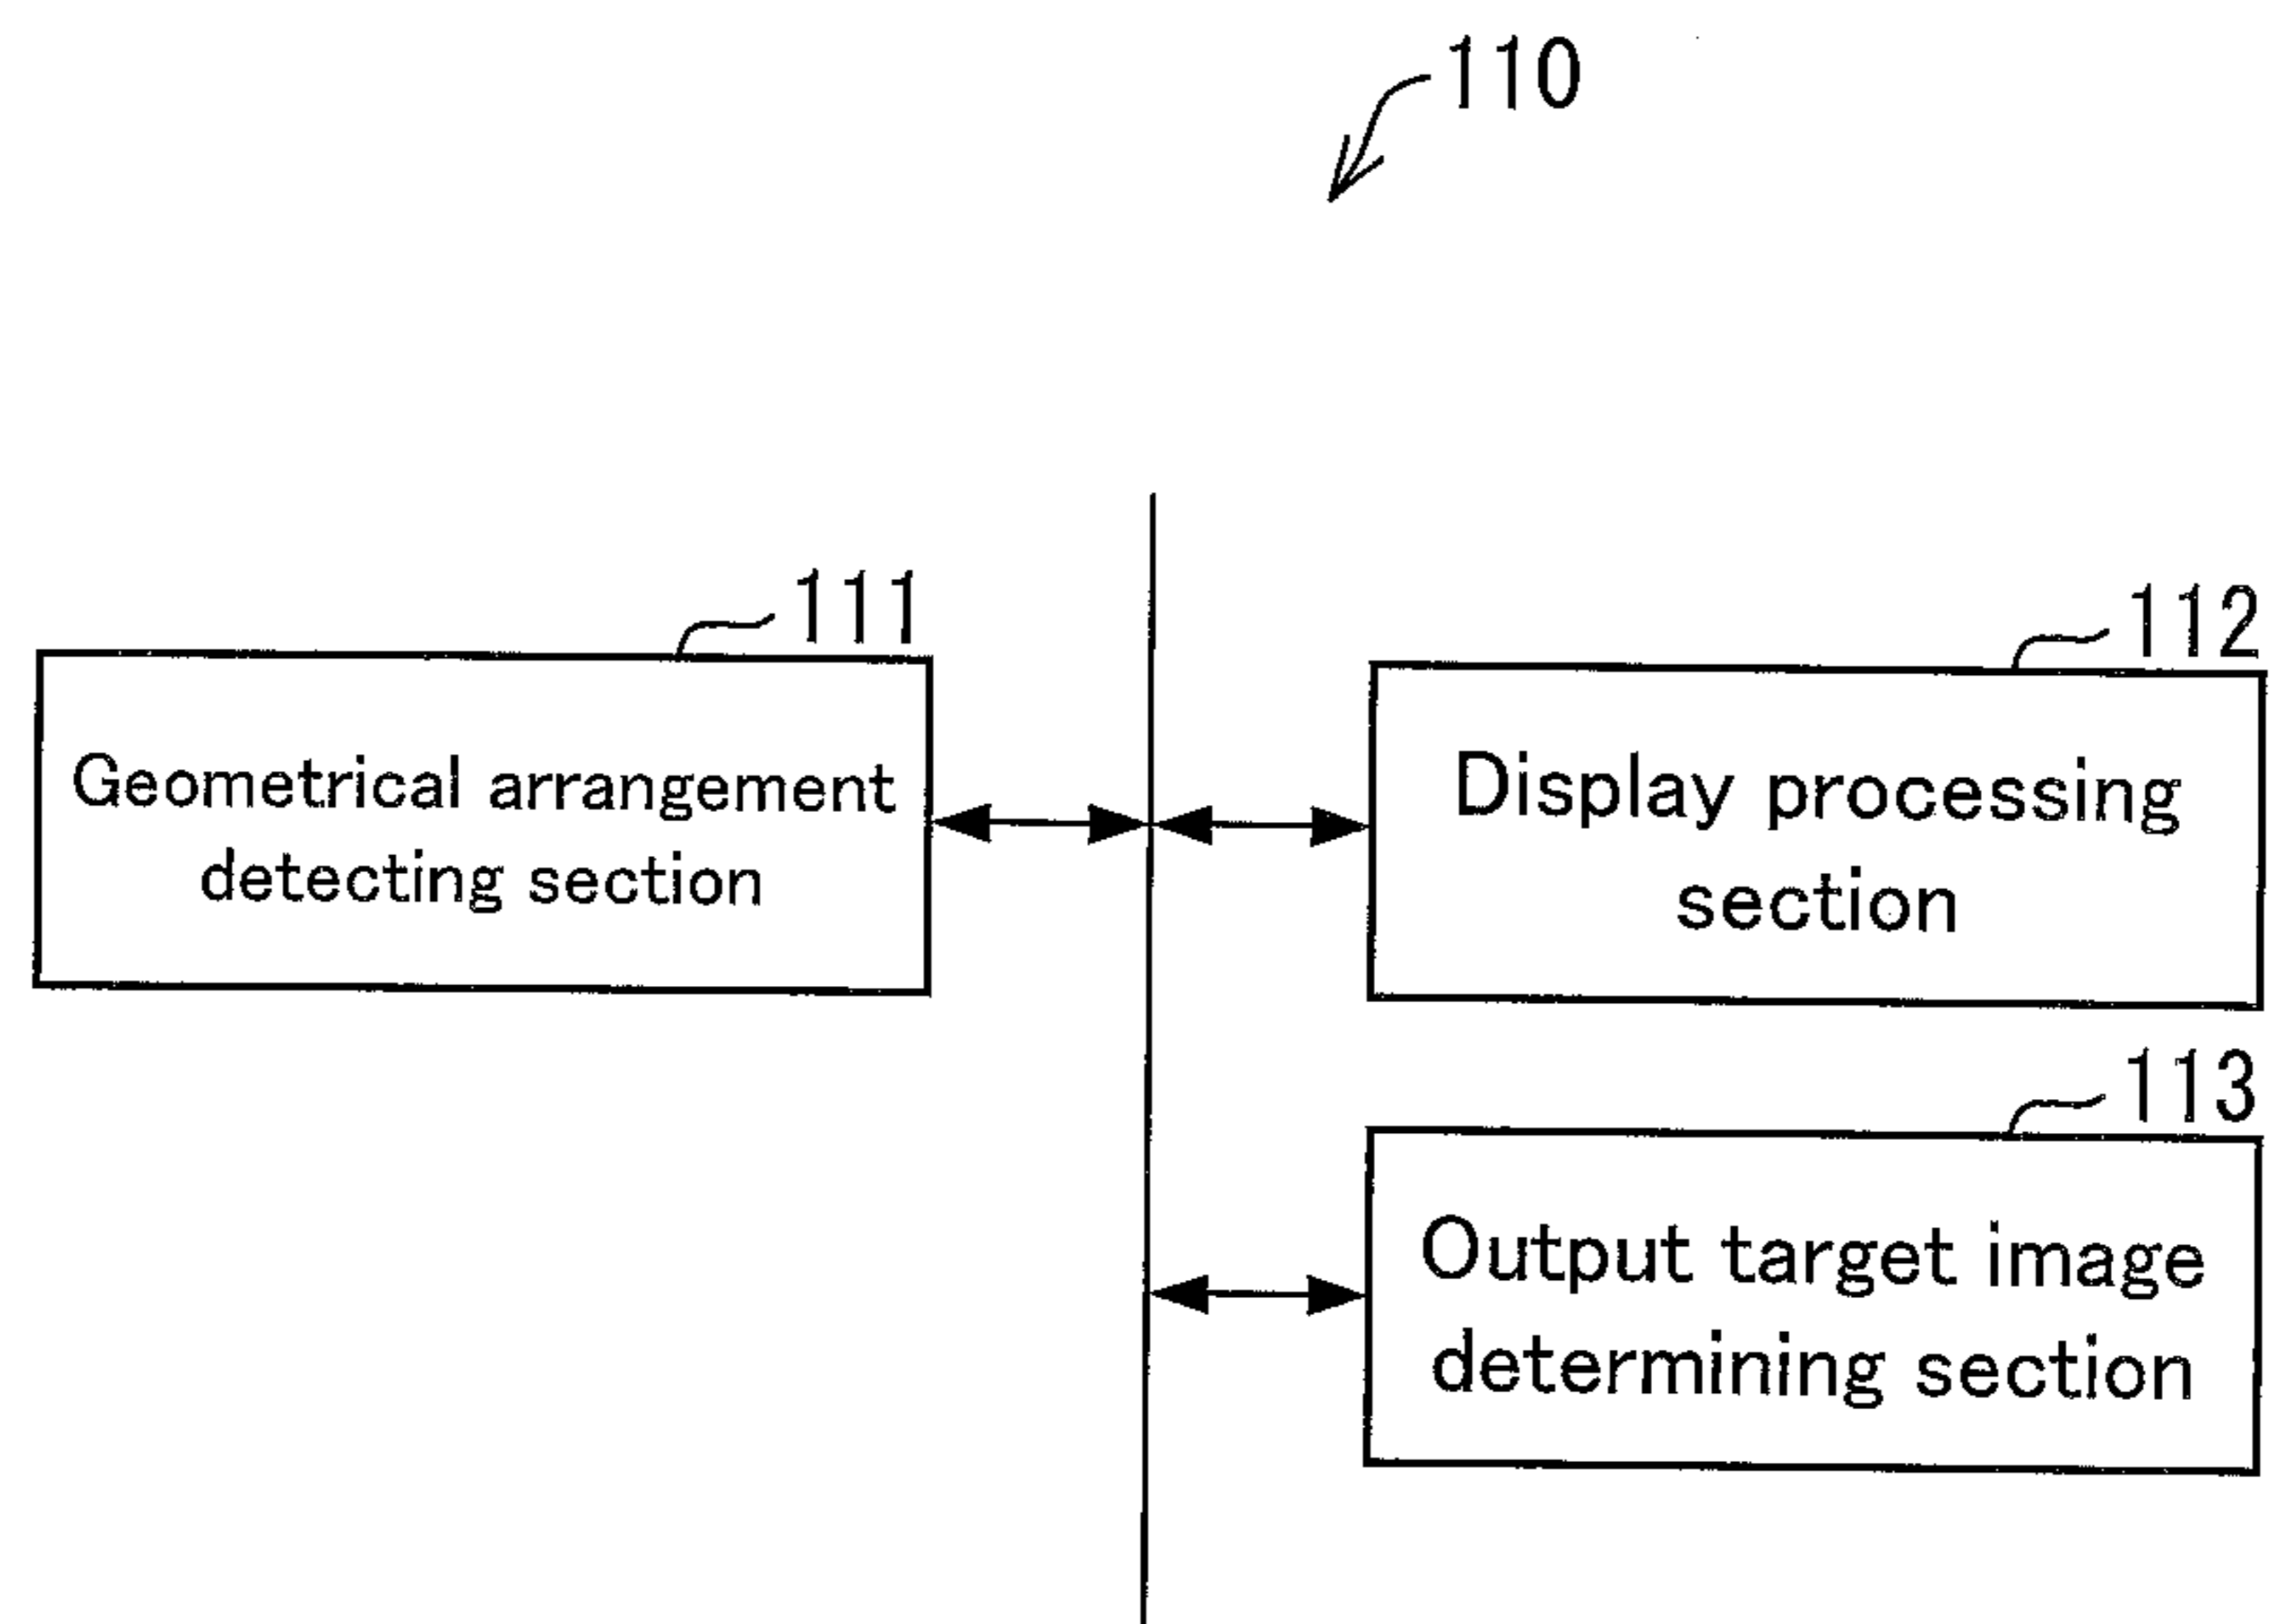 110
111
Geometrical arrangement
detecting section
112
Display processing
section
113
Output target image
determining section